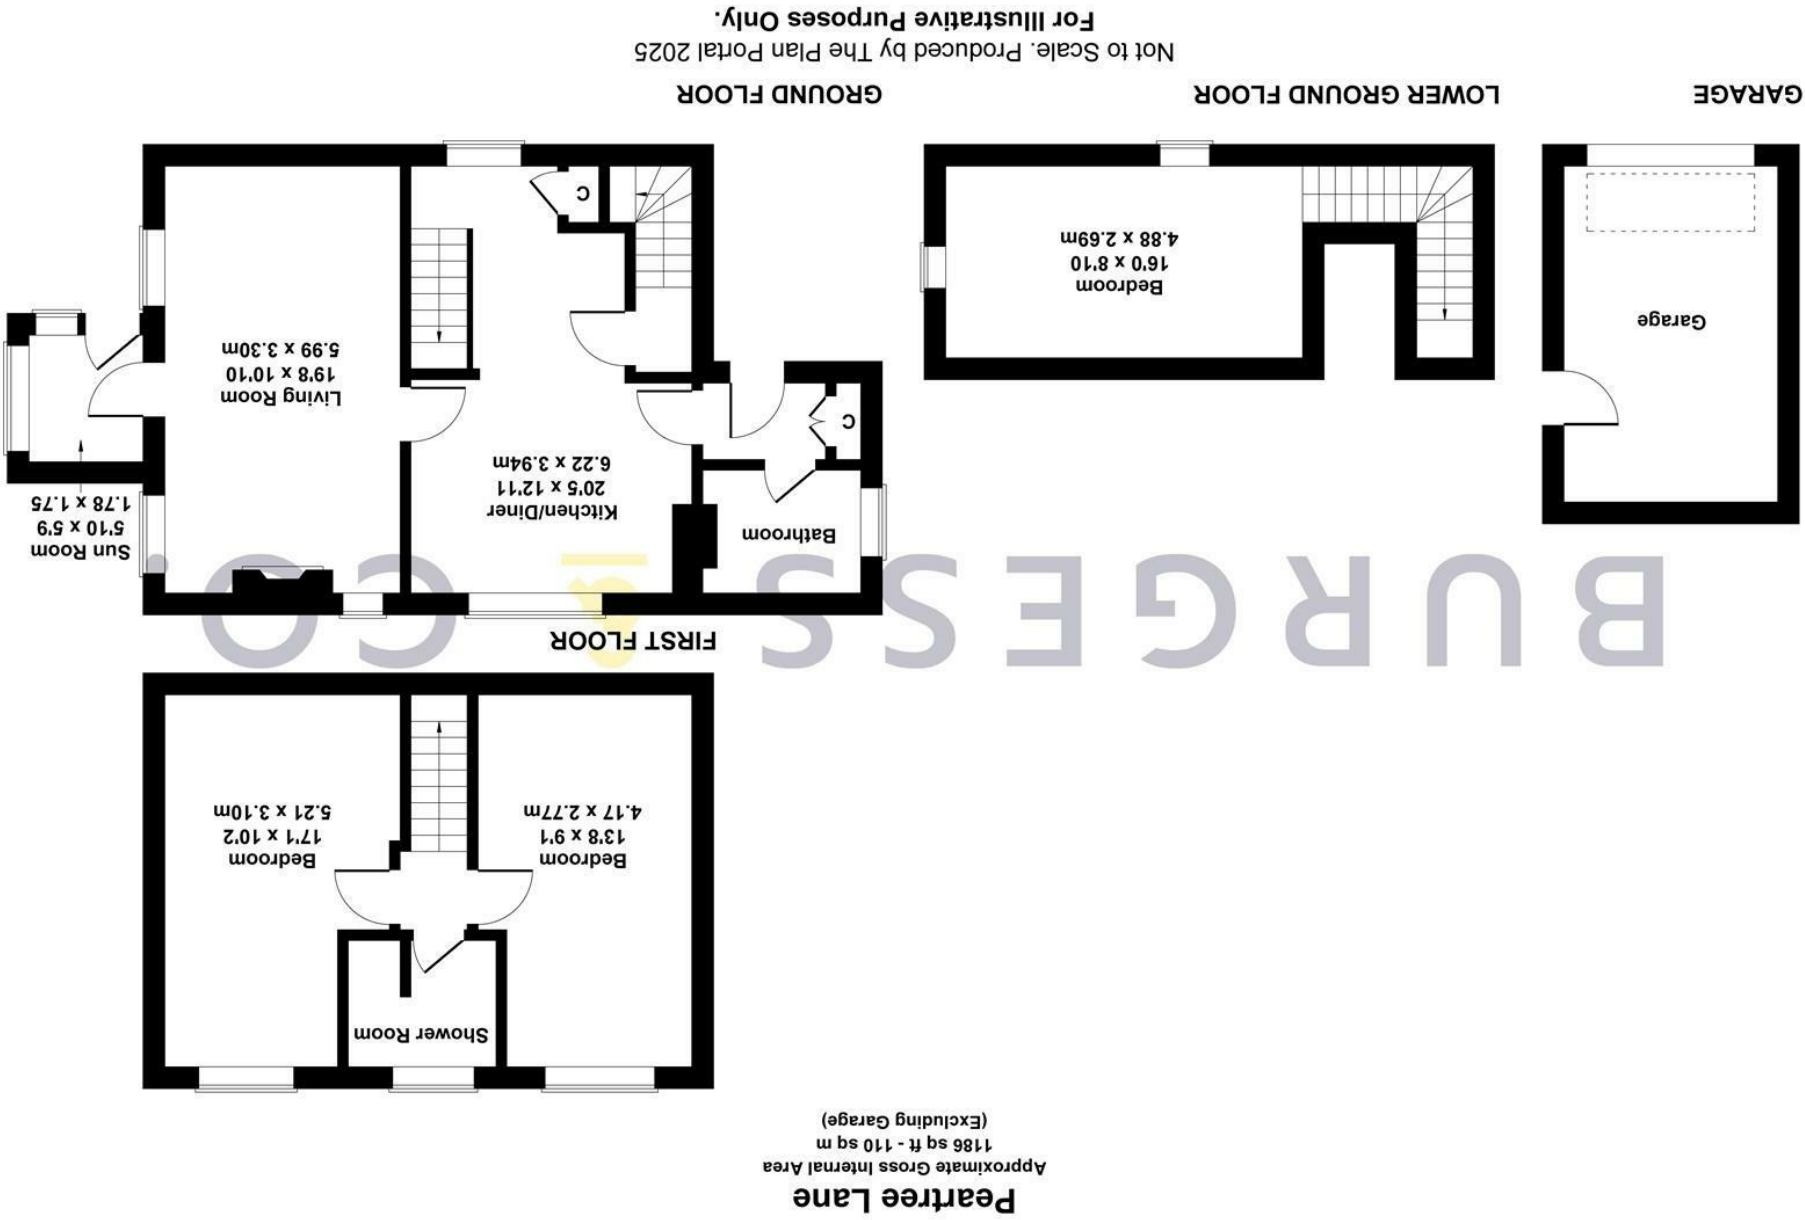 Peartree Lane
Approximate Gross Internal Area
1186 sq ft - 110 sq m
(Excluding Garage)
Shower Room
Bedroom
13'8 x 9'1
4.17 x 2.77m
Bedroom
17'1 x 10'2
5.21 x 3.10m
FIRST FLOOR
BURGESS & CO.
Bathroom
C
Kitchen/Diner
20'5 x 12'11
6.22 x 3.94m
C
Living Room
19'8 x 10'10
5.99 x 3.30m
Sun Room
5'10 x 5'9
1.78 x 1.75
Garage
Bedroom
16'0 x 8'10
4.88 x 2.69m
GARAGE
LOWER GROUND FLOOR
GROUND FLOOR
Not to Scale. Produced by The Plan Portal 2025
For Illustrative Purposes Only.